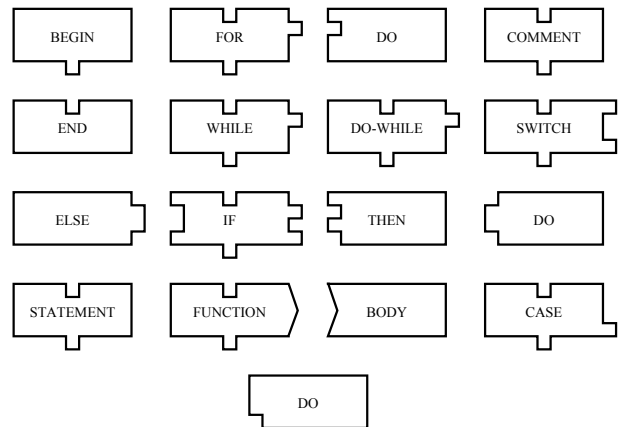 BEGIN
FOR
DO
COMMENT
END
WHILE
DO-WHILE
SWITCH
ELSE
IF
THEN
DO
STATEMENT
FUNCTION
BODY
CASE
DO